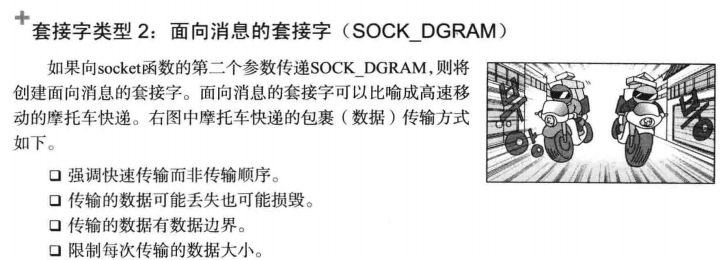 套接字类型 2：面向消息的套接字（SOCK_DGRAM）
如果向socket函数的第二个参数传递SOCK_DGRAM，则将
创建面向消息的套接字。面向消息的套接字可以比喻成高速移
动的摩托车快递。右图中摩托车快递的包裹（数据）传输方式
如下。
❑ 强调快速传输而非传输顺序。
❑ 传输的数据可能丢失也可能损毁。
❑ 传输的数据有数据边界。
❑ 限制每次传输的数据大小。